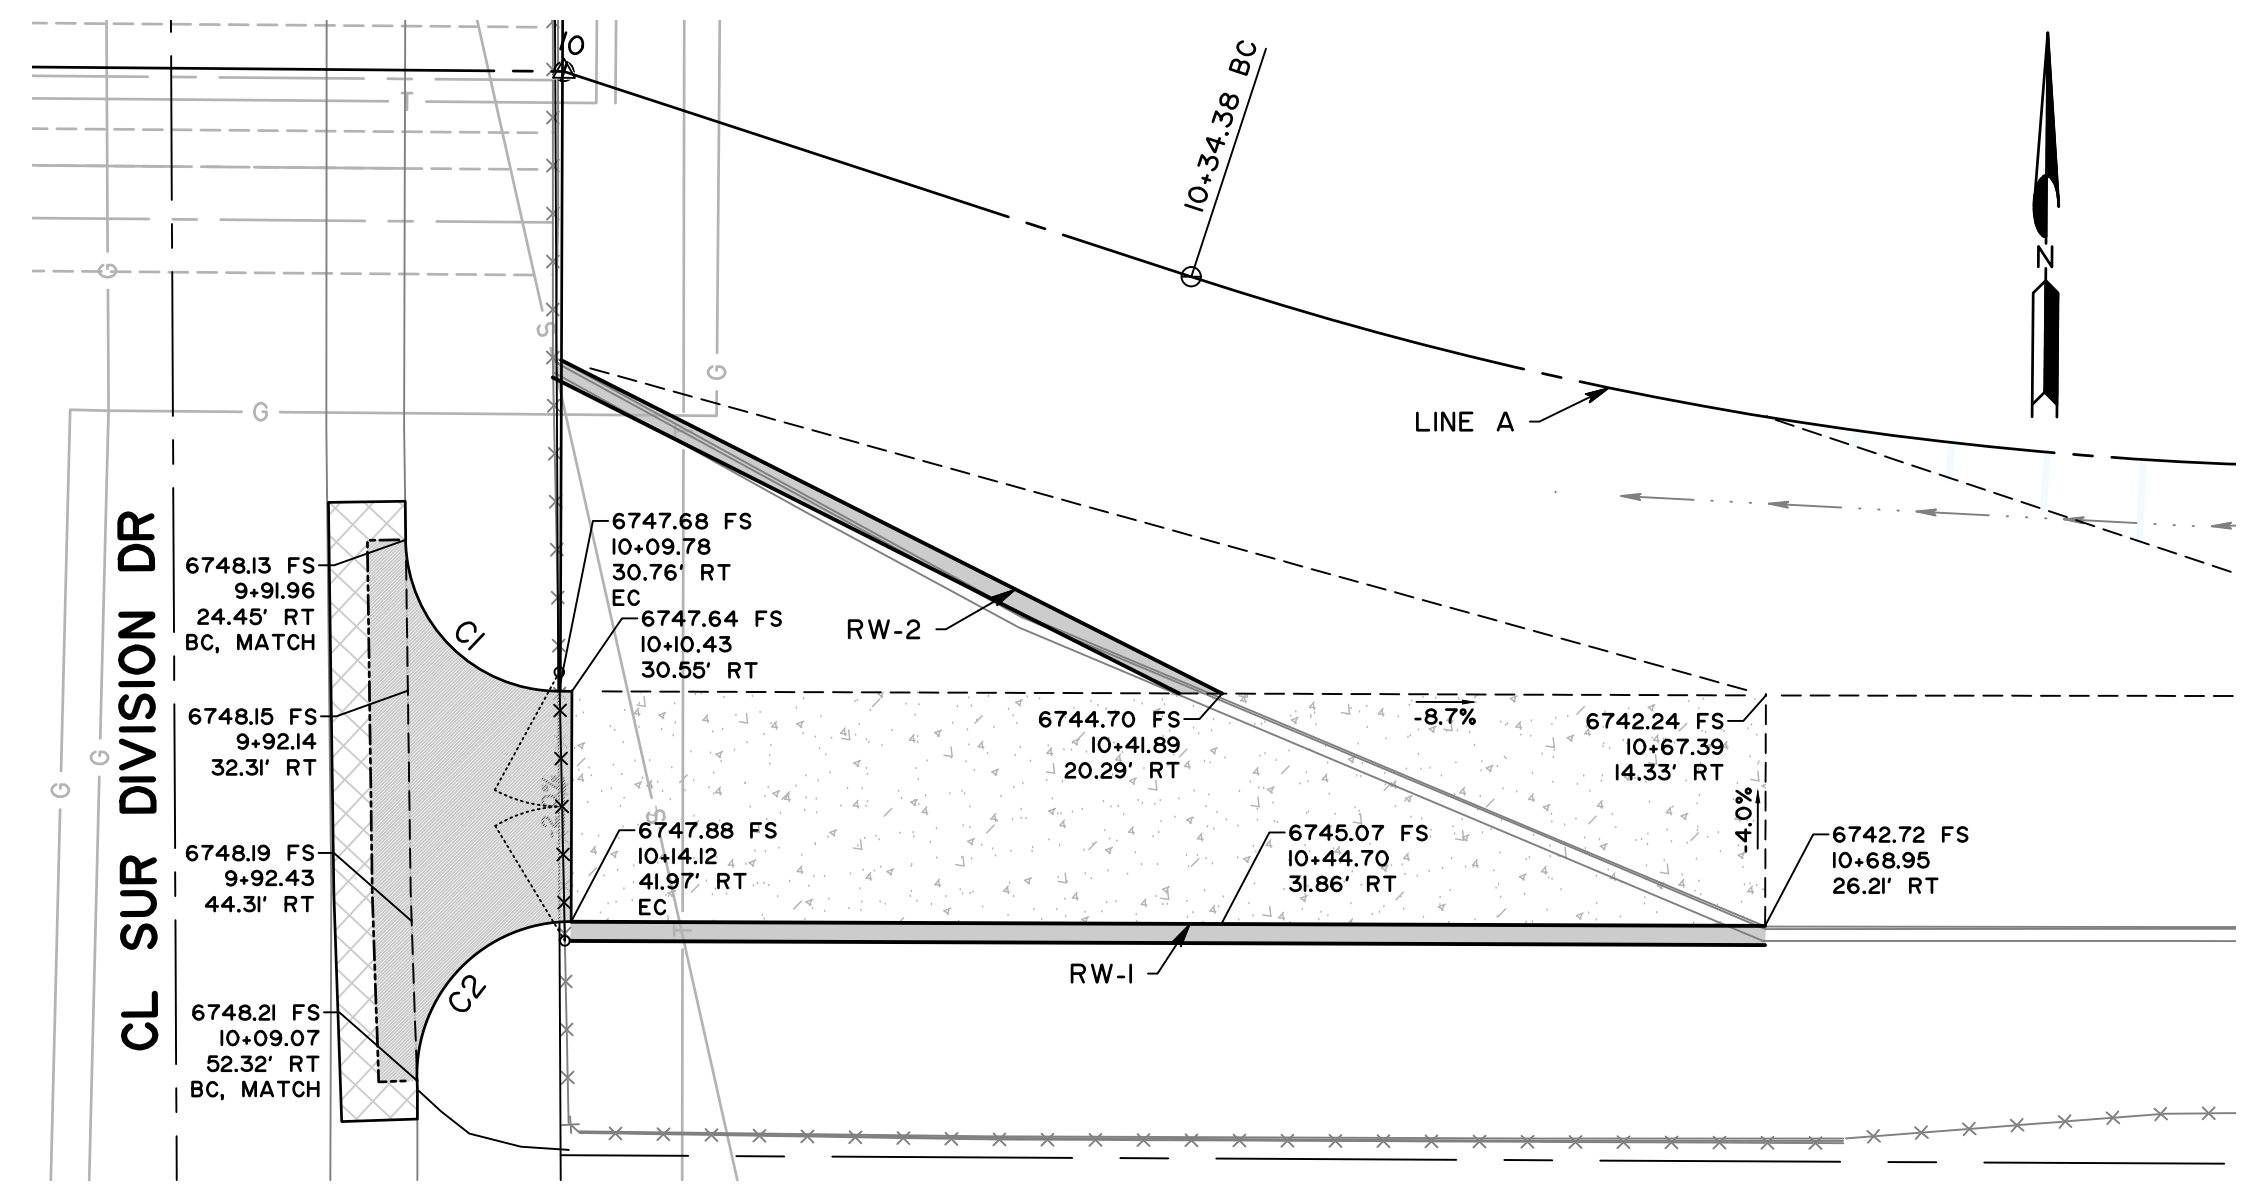 10
10+34.38 BC
N
T
G
S
G
G
LINE A
6747.68 FS
10+09.78
30.76' RT
EC
6747.64 FS
10+10.43
30.55' RT
RW-2
6748.13 FS
9+91.96
24.45' RT
BC, MATCH
C1
6748.15 FS
9+92.14
32.31' RT
6744.70 FS
10+41.89
20.29' RT
-8.7%
6742.24 FS
10+67.39
14.33' RT
CL SUR DIVISION DR
G
G
S
-4.0%
6748.19 FS
9+92.43
44.31' RT
6747.88 FS
10+14.12
41.97' RT
EC
6745.07 FS
10+44.70
31.86' RT
6742.72 FS
10+68.95
26.21' RT
T
RW-1
C2
6748.21 FS
10+09.07
52.32' RT
BC, MATCH